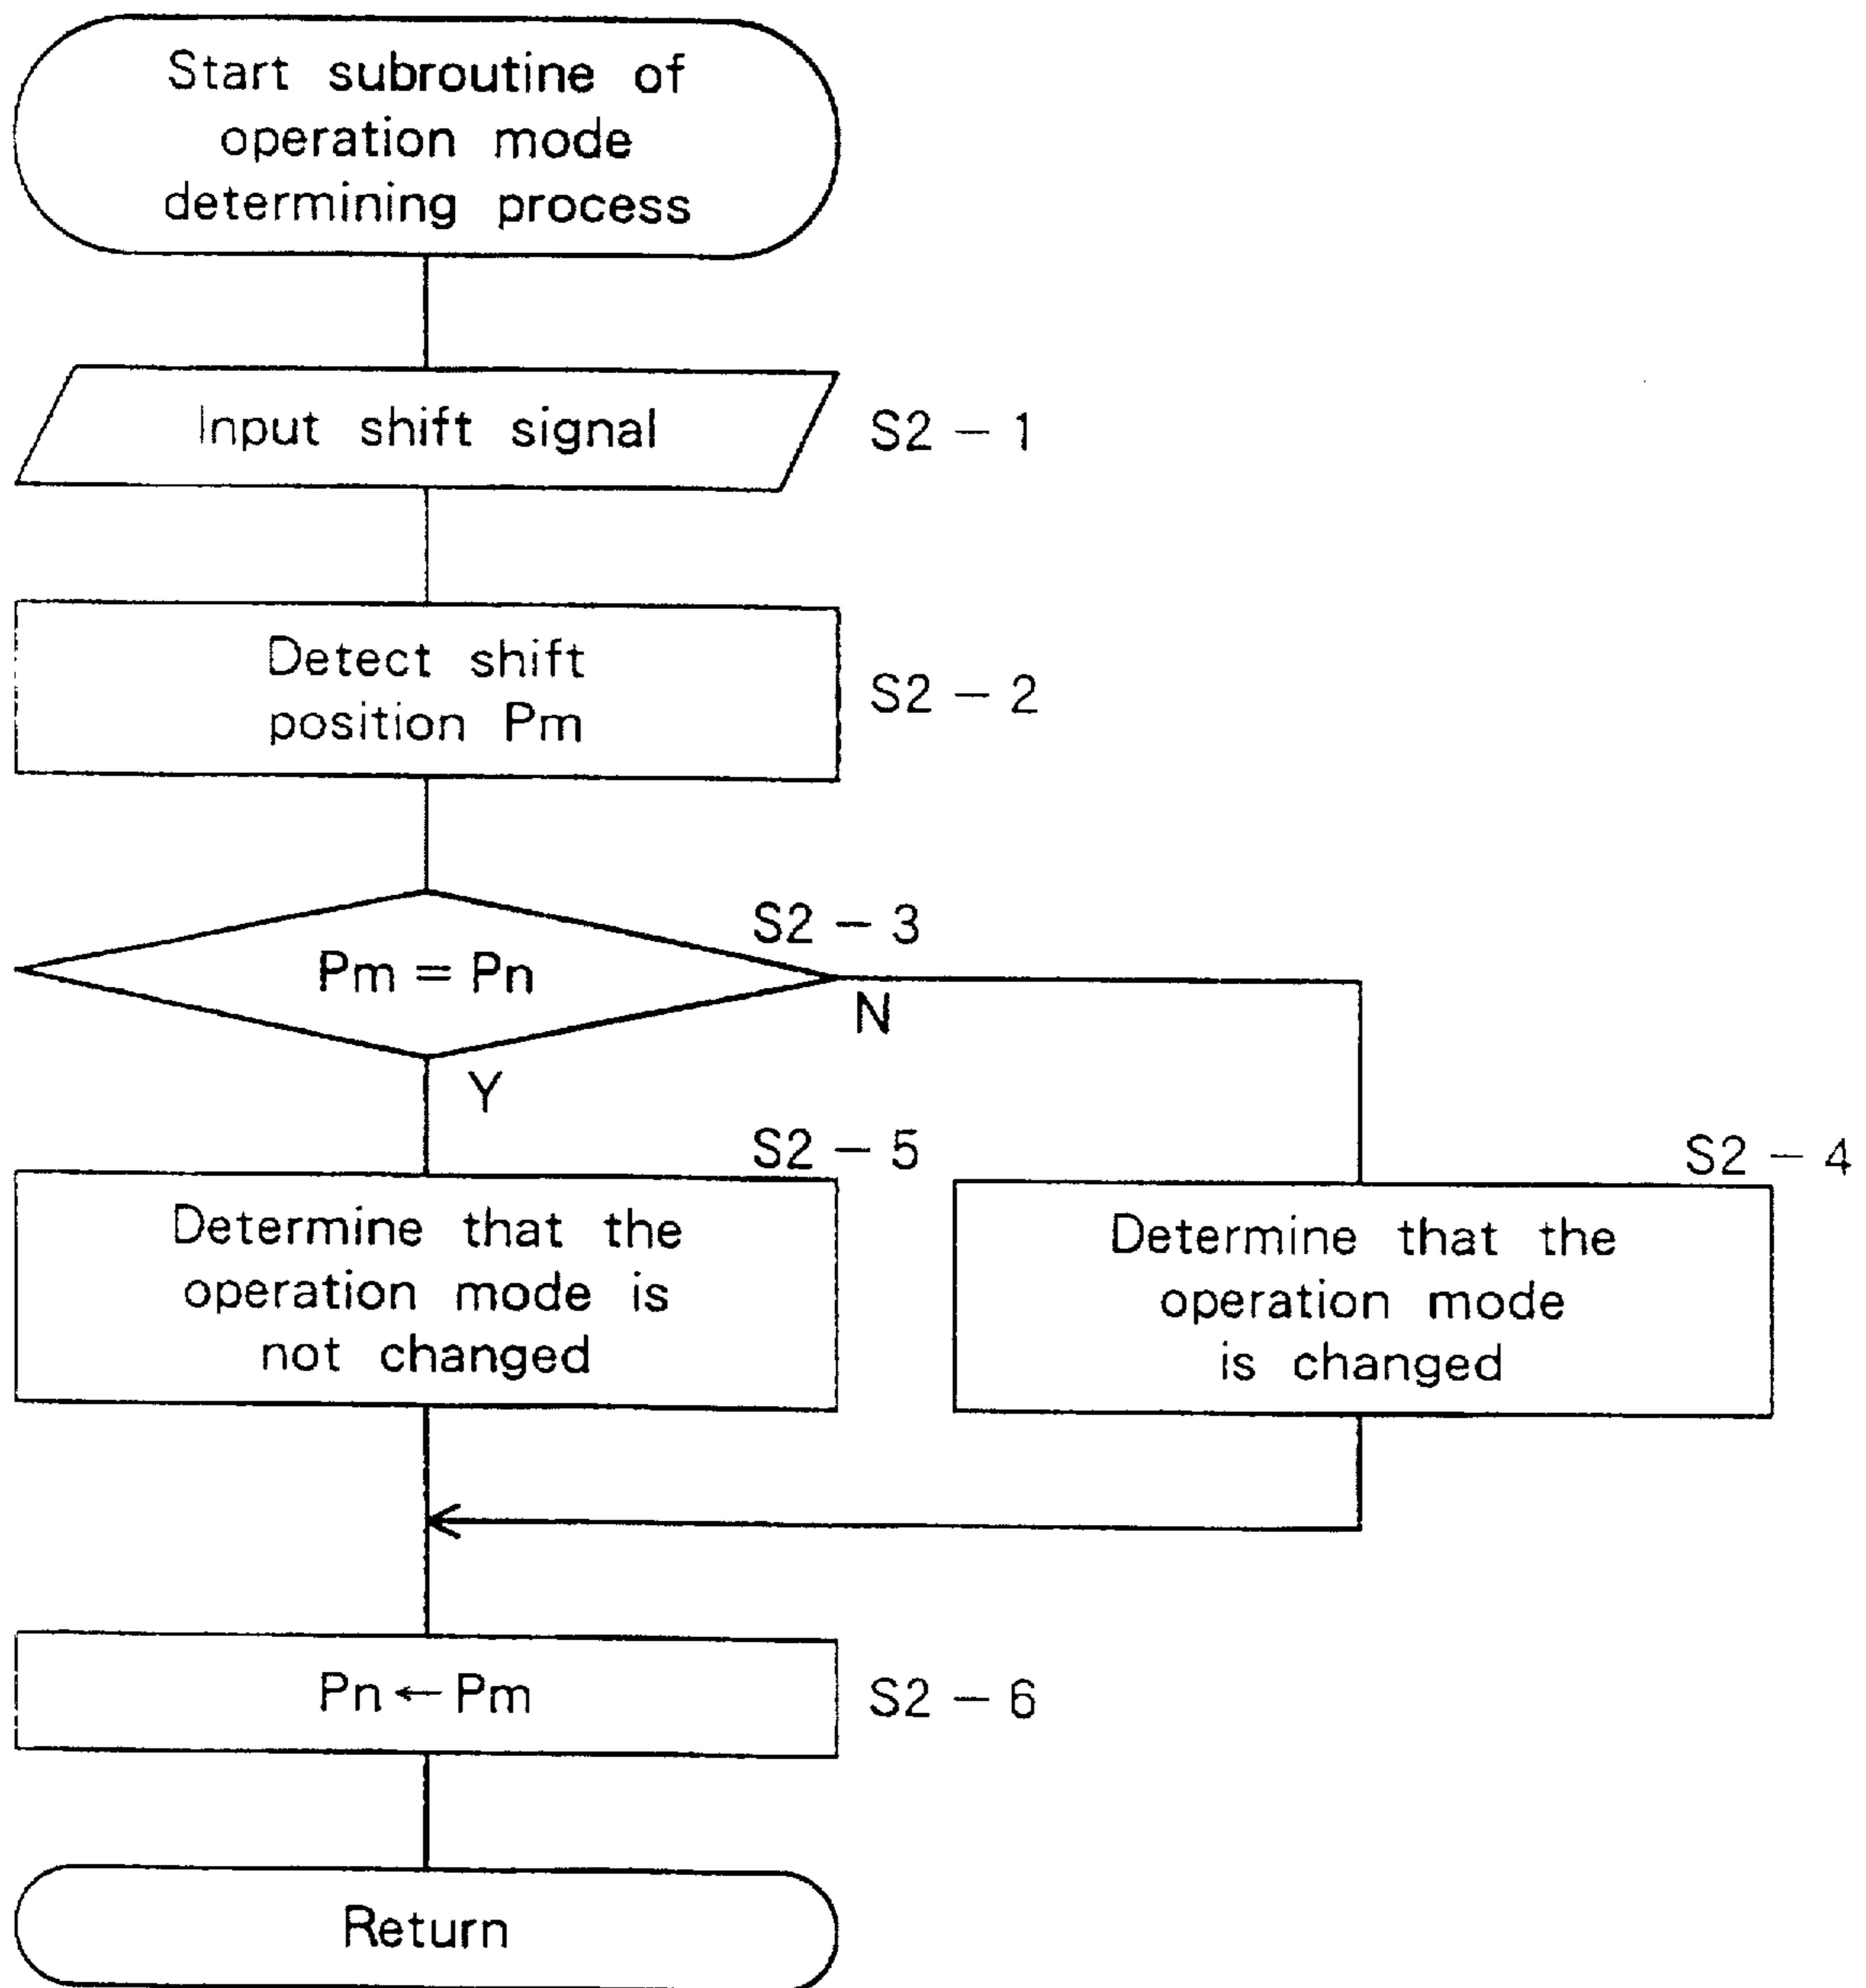 Start subroutine of
operation mode
determining process
Input shift signal
S2 – 1
Detect shift
position Pm
S2 – 2
S2 – 3
Pm = Pn
N
Y
S2 – 5
S2 – 4
Determine that the
operation mode is
not changed
Determine that the
operation mode
is changed
Pn ← Pm
S2 – 6
Return